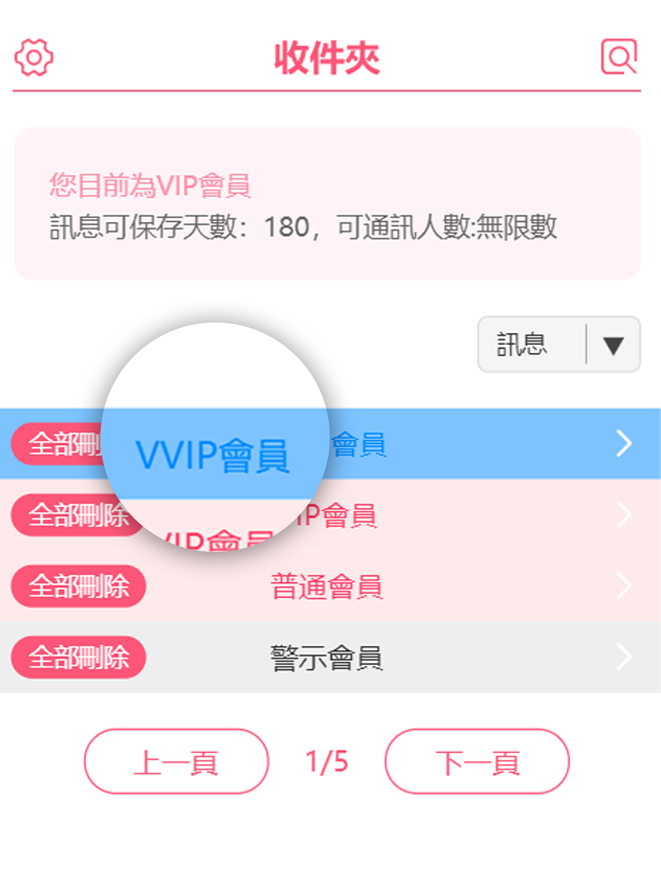 收件夾
您目前為VIP會員
訊息可保存天數：180，可通訊人數:無限數
訊息
全部刪 VVIP會員 會員
全部刪除 VIP會員 IP會員
全部刪除 普通會員
全部刪除 警示會員
上一頁 1/5 下一頁